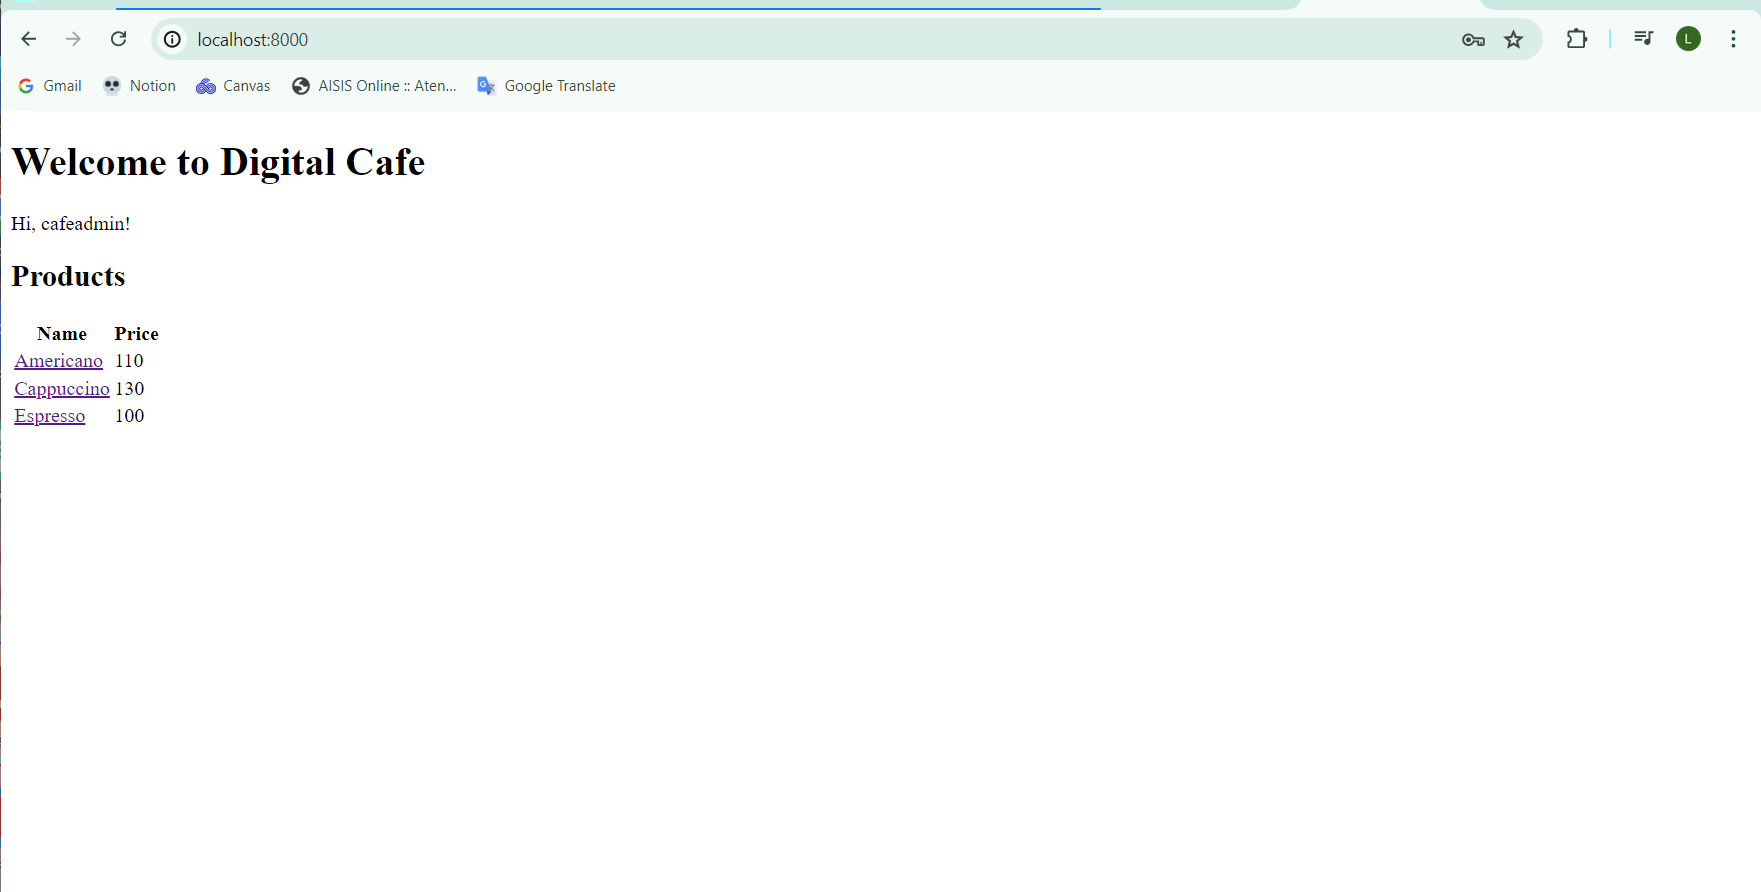 localhost:8000
L
Gmail Notion Canvas AISIS Online :: Aten... Google Translate
Welcome to Digital Cafe
Hi, cafeadmin!
Products
Name Price
Americano 110
Cappuccino 130
Espresso 100